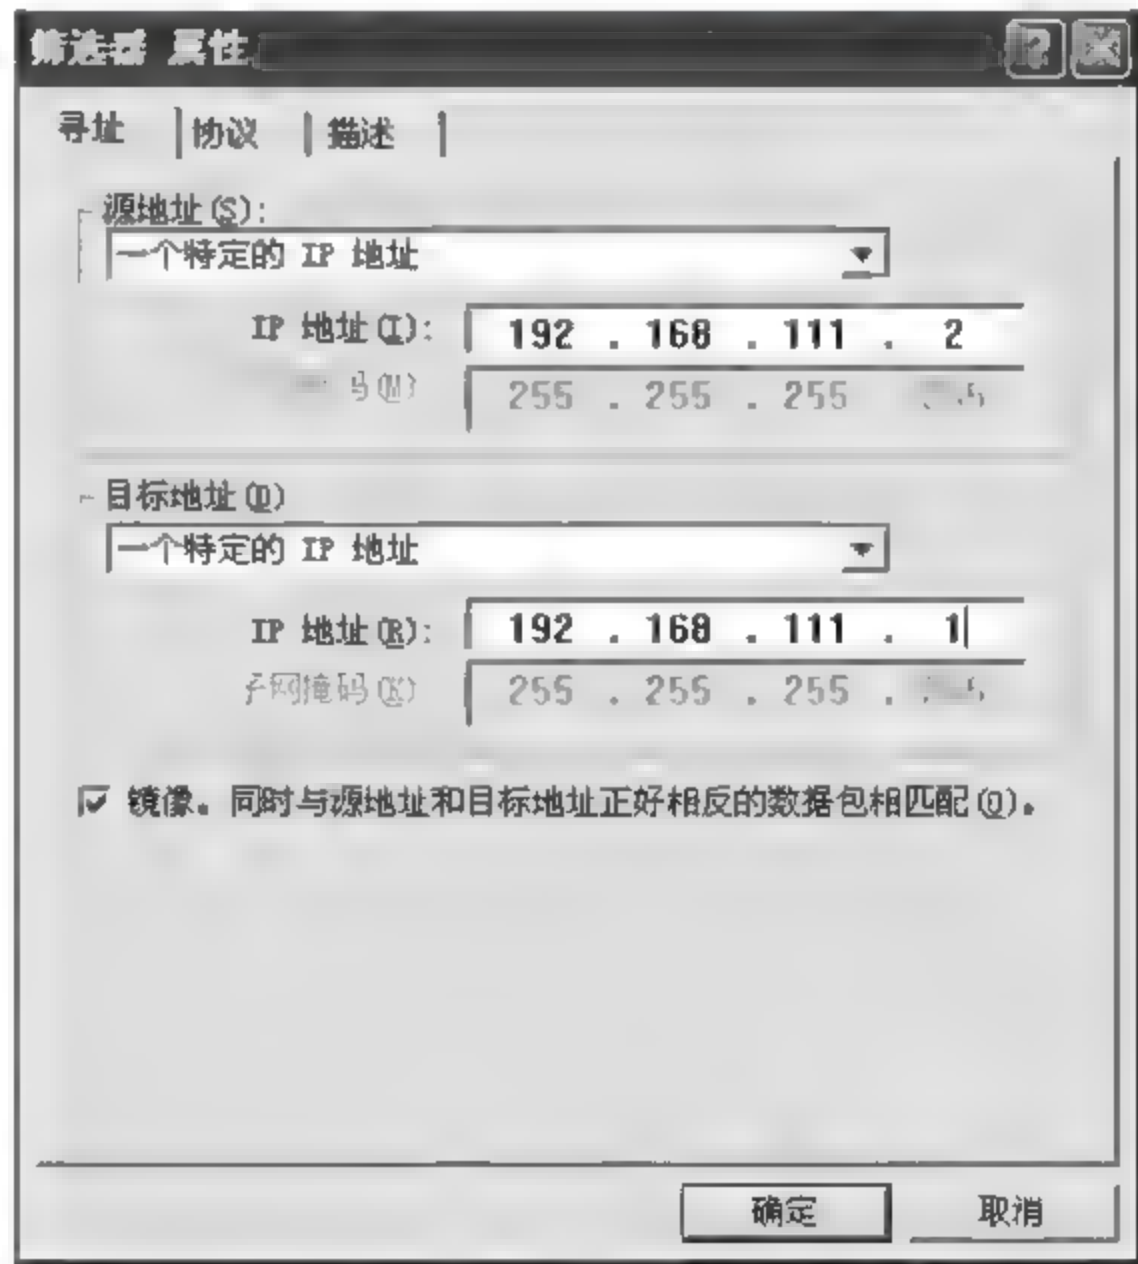 筛选器 属性
寻址 协议 描述
源地址(S):
一个特定的 IP 地址
IP 地址(I): 192 . 168 . 111 . 2
(M) 255 . 255 . 255
目标地址(D)
一个特定的 IP 地址
IP 地址(R): 192 . 168 . 111 . 1
子网掩码(K) 255 . 255 . 255 .
镜像。同时与源地址和目标地址正好相反的数据包相匹配(O)。
确定 取消